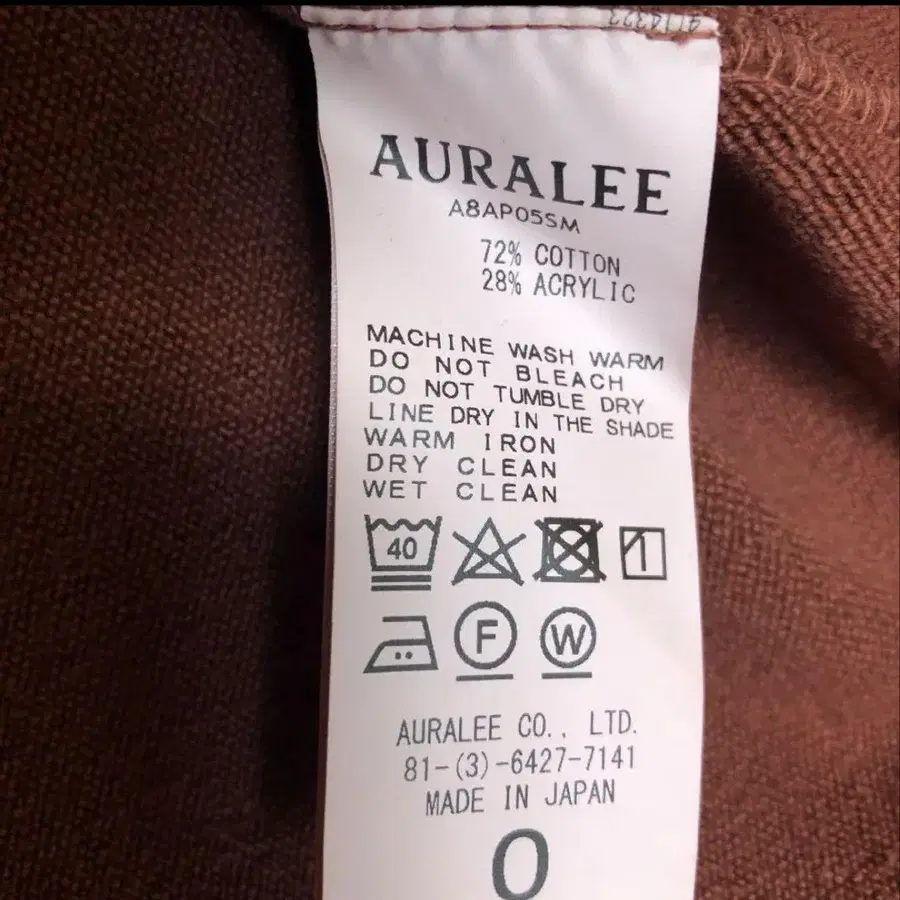 AURALEE
A8AP05SM
72% COTTON
28% ACRYLIC
MACHINE WASH WARM
DO NOT BLEACH
DO NOT TUMBLE DRY
LINE DRY IN THE SHADE
WARM IRON
DRY CLEAN
WET CLEAN
40
F W
AURALEE CO., LTD.
81-(3)-6427-7141
MADE IN JAPAN
0